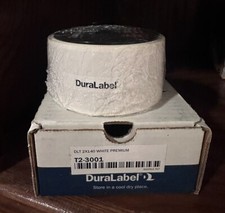 DuraLabel
DLT 2X140 WHITE PREMIUM
T2-3001
DuraLabel
Store in a cool dry place.